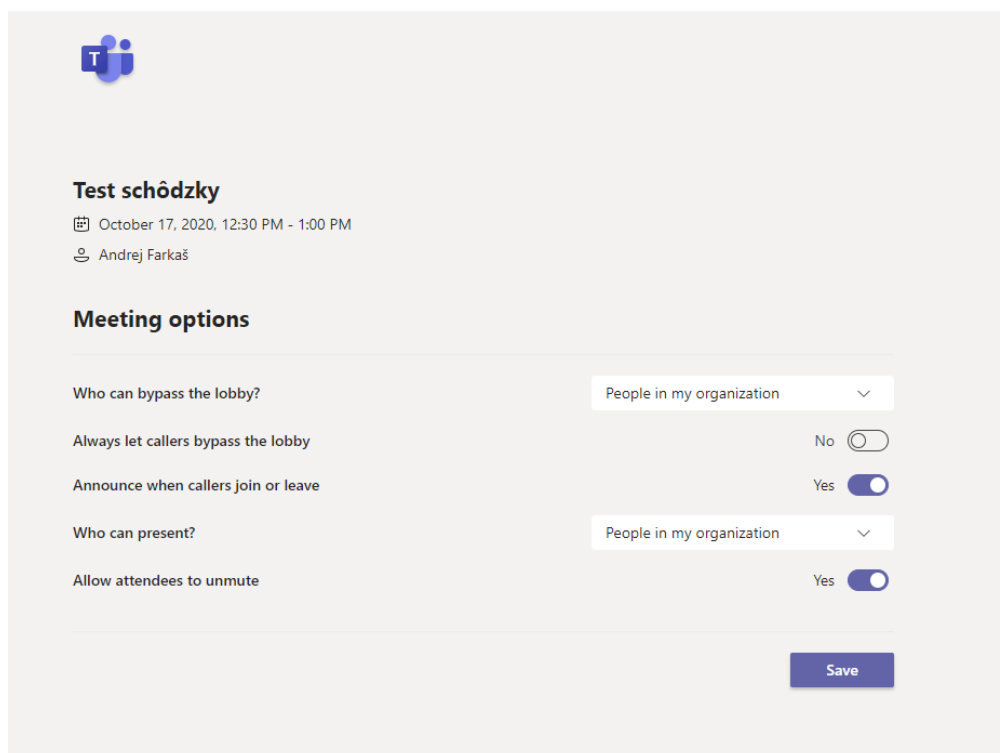 T
Test schôdzky
October 17, 2020, 12:30 PM - 1:00 PM
Andrej Farkaš
Meeting options
Who can bypass the lobby? People in my organization
Always let callers bypass the lobby No
Announce when callers join or leave Yes
Who can present? People in my organization
Allow attendees to unmute Yes
Save